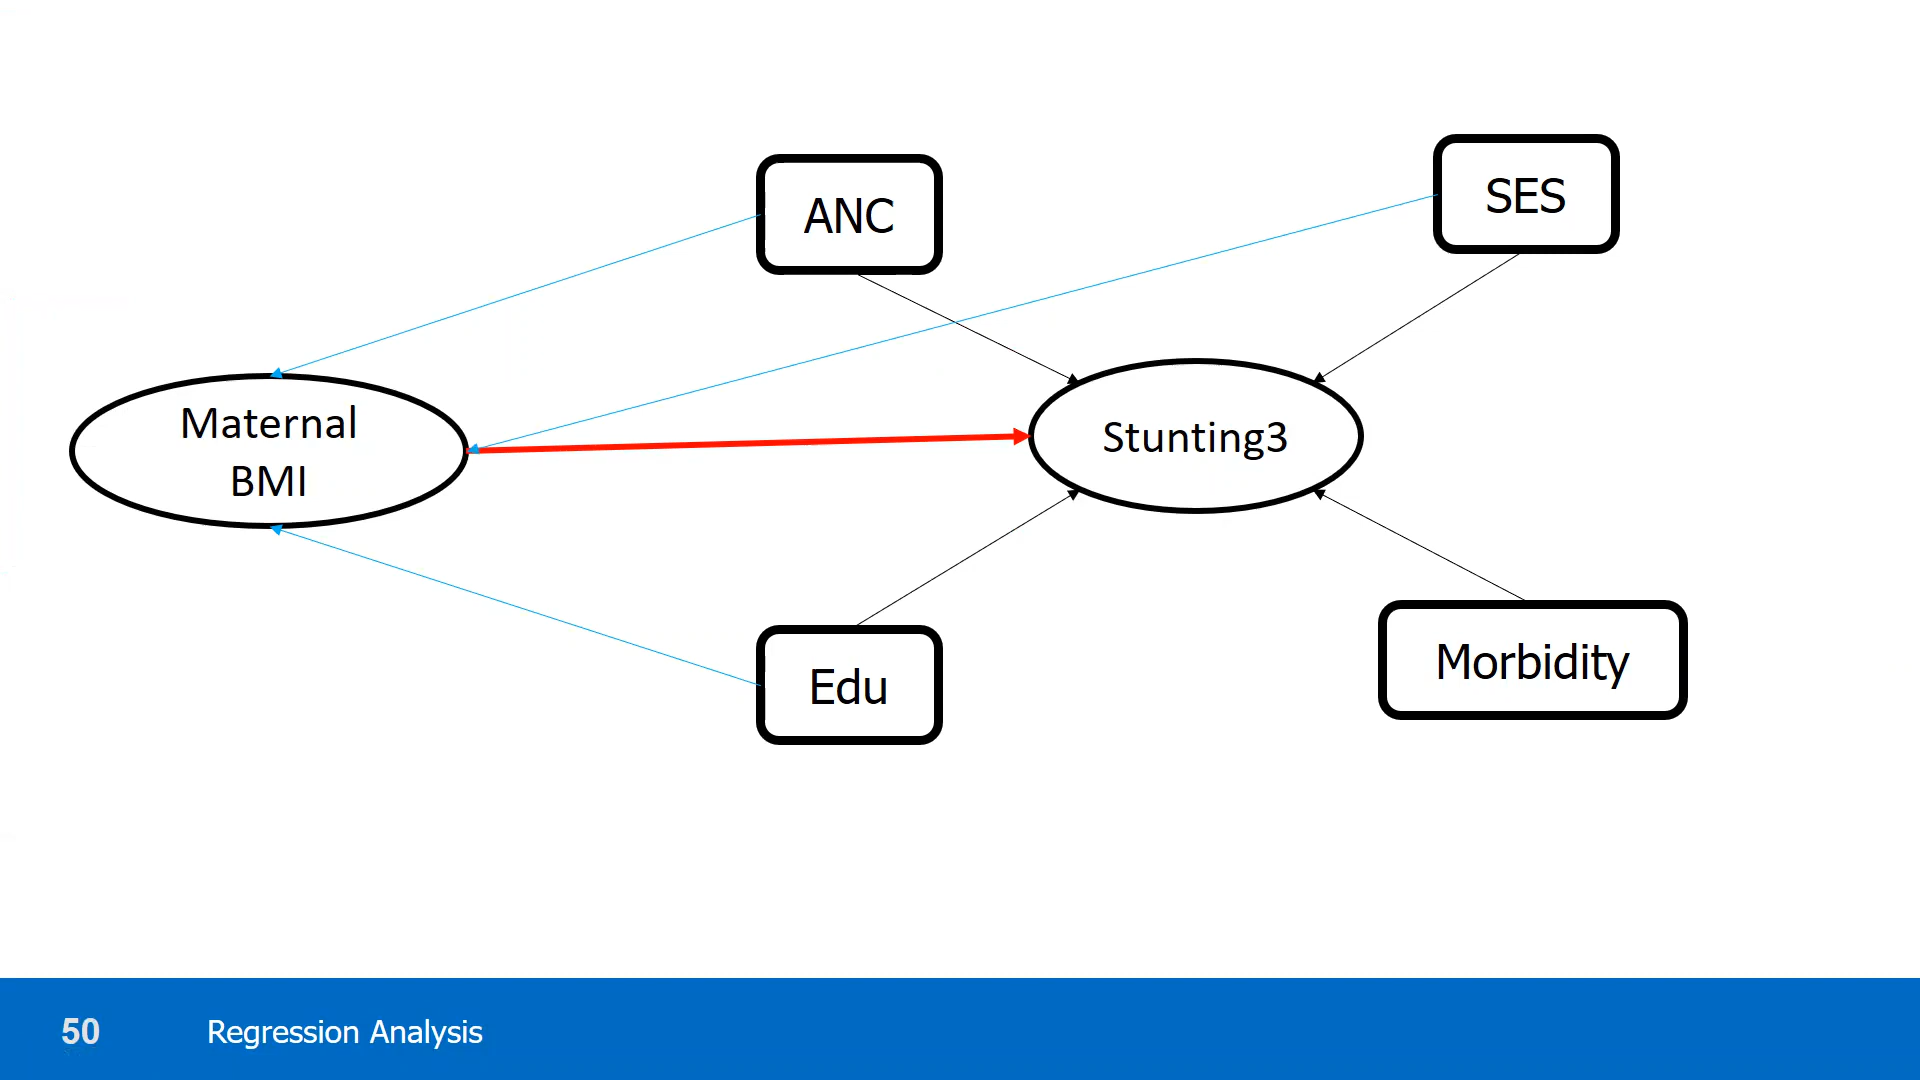 SES
ANC
Maternal
BMI
Stunting3
Edu
Morbidity
50
Regression Analysis